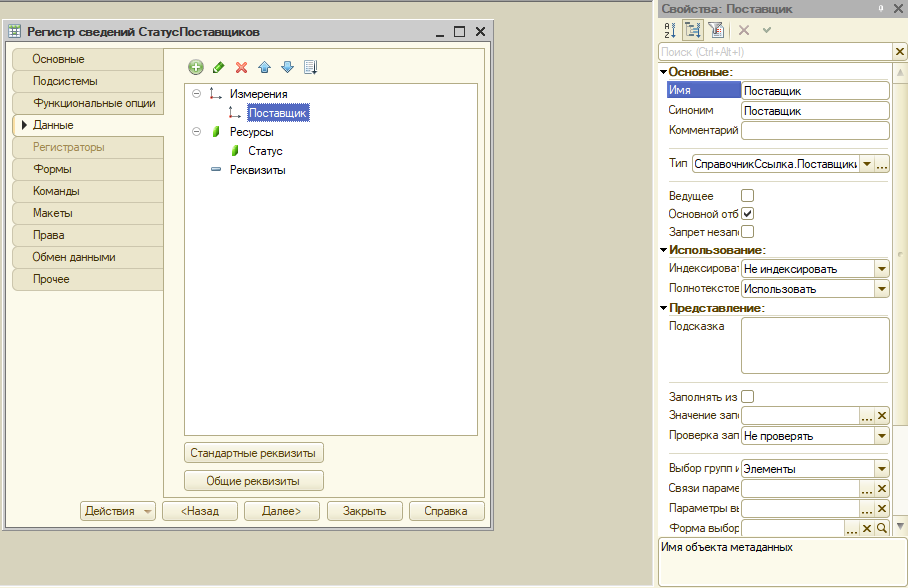 Регистр сведений СтатусПоставщиков
Основные
Подсистемы
Функциональные опции
Данные
Регистраторы
Формы
Команды
Макеты
Права
Обмен данными
Прочее
Измерения
Поставщик
Ресурсы
Статус
Реквизиты
Стандартные реквизиты
Общие реквизиты
Действия
<Назад
Далее>
Закрыть
Справка
Свойства: Поставщик
Поиск (Ctrl+Alt+I)
Основные:
Имя Поставщик
Синоним Поставщик
Комментарий
Тип СправочникСсылка.Поставщики
Ведущее
Основной отб
Запрет незап
Использование:
Индексироват Не индексировать
Полнотекстов Использовать
Представление:
Подсказка
Заполнять из
Значение зап
Проверка зап Не проверять
Выбор групп и Элементы
Связи параме
Параметры вы
Форма выбор
Имя объекта метаданных